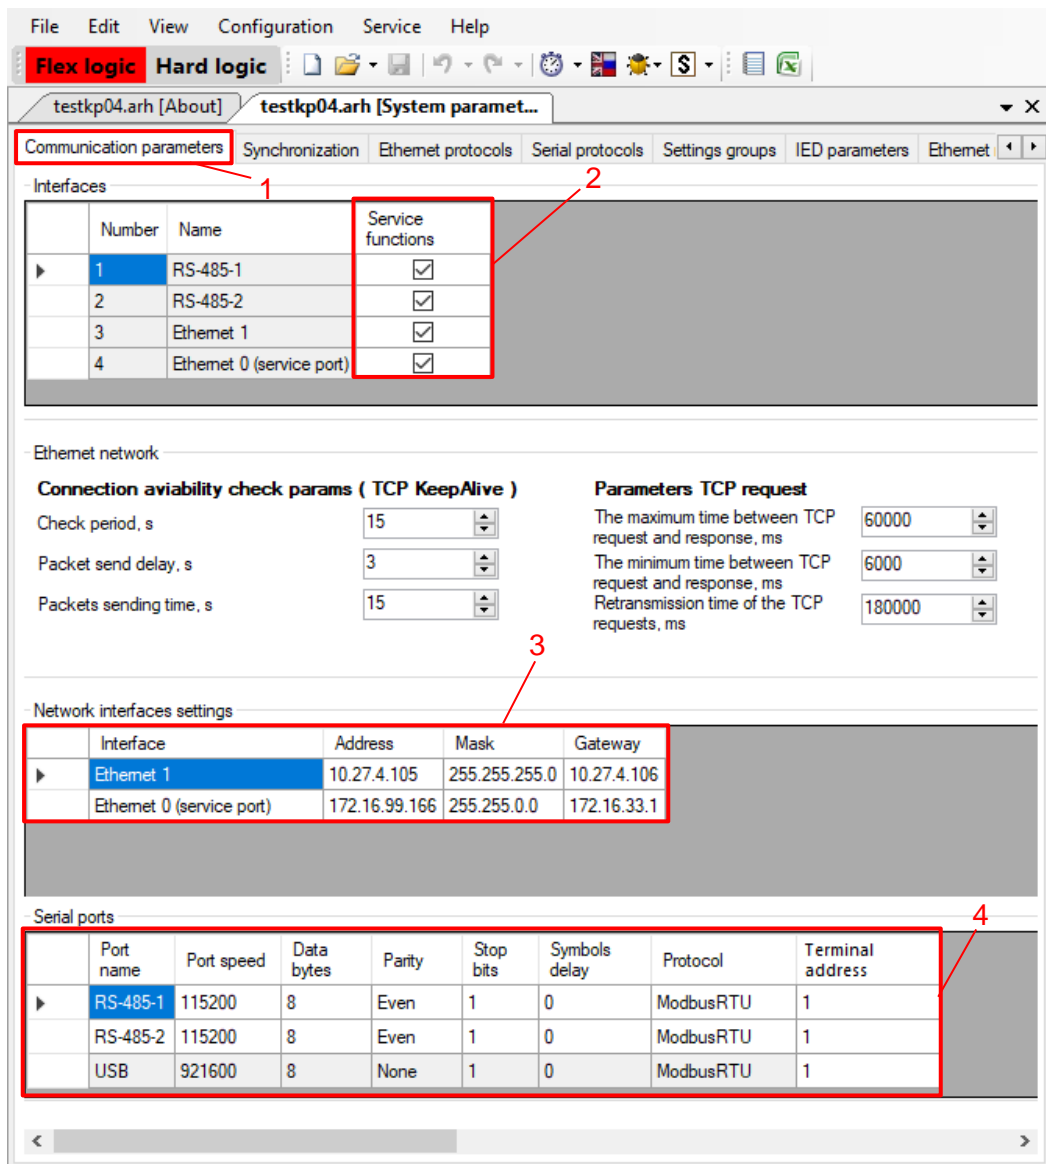 File Edit View Configuration Service Help
Flex logic Hard logic
testkp04.arh [About] testkp04.arh [System paramet...
Communication parameters Synchronization Ethernet protocols Serial protocols Settings groups IED parameters Ethernet
1
2
Interfaces
Number Name Service functions
1 RS-485-1
2 RS-485-2
3 Ethernet 1
4 Ethernet 0 (service port)
Ethernet network
Connection aviability check params ( TCP KeepAlive )
Check period, s 15
Packet send delay, s 3
Packets sending time, s 15
Parameters TCP request
The maximum time between TCP
request and response, ms 60000
The minimum time between TCP
request and response, ms 6000
Retransmission time of the TCP
requests, ms 180000
3
Network interfaces settings
Interface Address Mask Gateway
Ethernet 1 10.27.4.105 255.255.255.0 10.27.4.106
Ethernet 0 (service port) 172.16.99.166 255.255.0.0 172.16.33.1
4
Serial ports
Port name Port speed Data bytes Parity Stop bits Symbols delay Protocol Terminal address
RS-485-1 115200 8 Even 1 0 ModbusRTU 1
RS-485-2 115200 8 Even 1 0 ModbusRTU 1
USB 921600 8 None 1 0 ModbusRTU 1